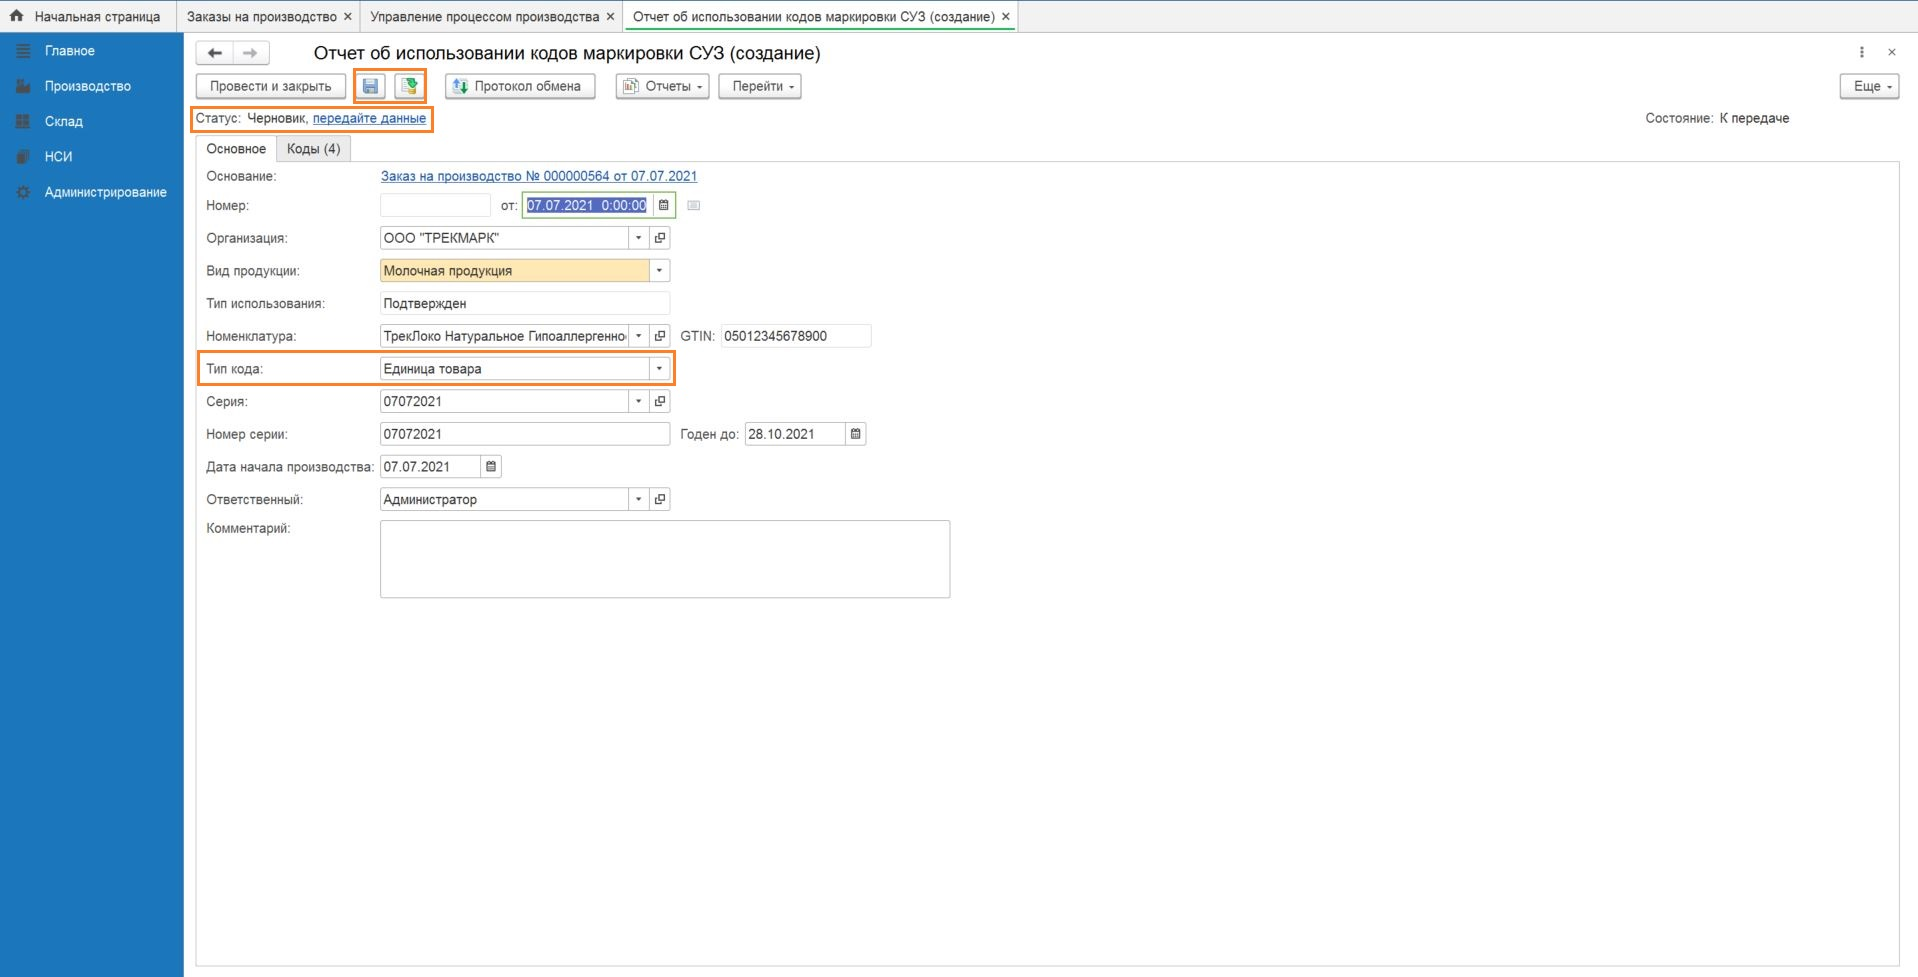 Начальная страница
Заказы на производство ×
Управление процессом производства ×
Отчет об использовании кодов маркировки СУЗ (создание) ×
Главное
Производство
Склад
НСИ
Администрирование
Отчет об использовании кодов маркировки СУЗ (создание)
Провести и закрыть
Протокол обмена
Отчеты
Перейти
Еще
Статус: Черновик, передайте данные
Состояние: К передаче
Основное
Коды (4)
Основание: Заказ на производство № 000000564 от 07.07.2021
Номер: от: 07.07.2021 0:00:00
Организация: ООО "ТРЕКМАРК"
Вид продукции: Молочная продукция
Тип использования: Подтвержден
Номенклатура: ТрекЛоко Натуральное Гипоаллергенно GTIN: 05012345678900
Тип кода: Единица товара
Серия: 07072021
Номер серии: 07072021 Годен до: 28.10.2021
Дата начала производства: 07.07.2021
Ответственный: Администратор
Комментарий: